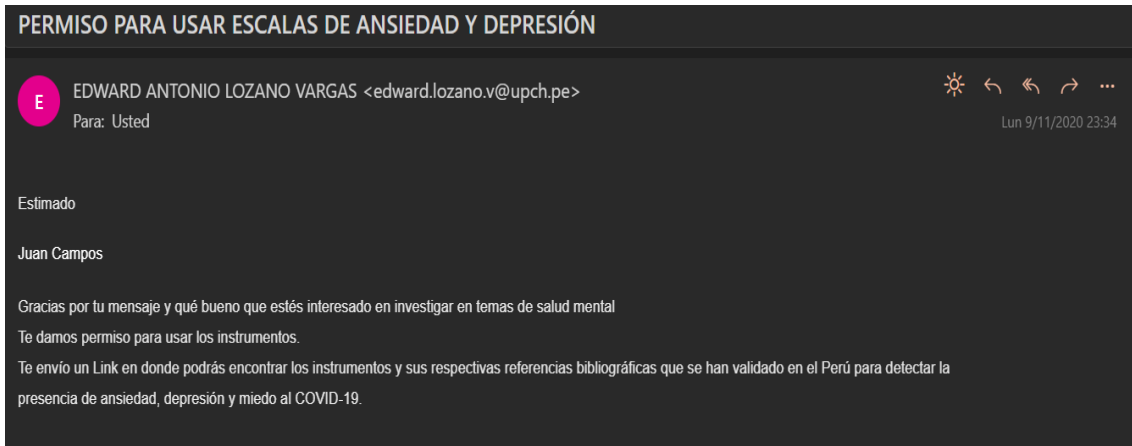 PERMISO PARA USAR ESCALAS DE ANSIEDAD Y DEPRESIÓN
E
EDWARD ANTONIO LOZANO VARGAS <edward.lozano.v@upch.pe>
Para: Usted
Lun 9/11/2020 23:34
Estimado
Juan Campos
Gracias por tu mensaje y qué bueno que estés interesado en investigar en temas de salud mental
Te damos permiso para usar los instrumentos.
Te envío un Link en donde podrás encontrar los instrumentos y sus respectivas referencias bibliográficas que se han validado en el Perú para detectar la
presencia de ansiedad, depresión y miedo al COVID-19.